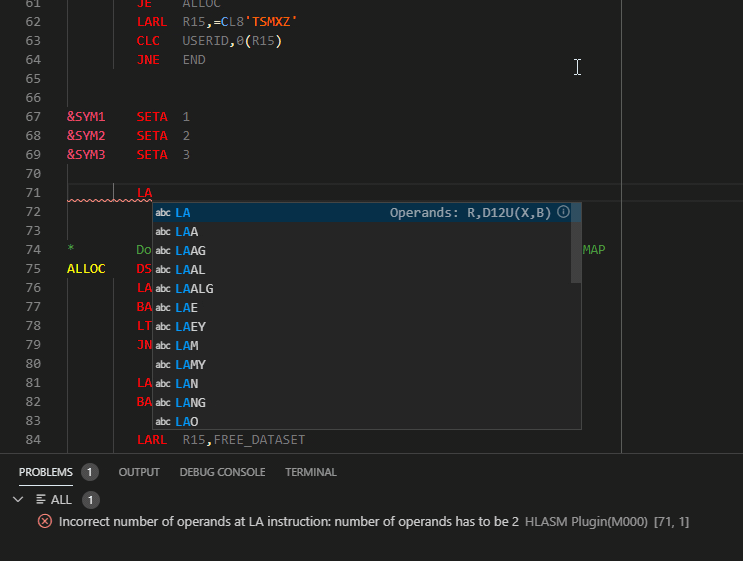 61 JE ALLOC
62 LARL R15,=CL8'TSMXZ'
63 CLC USERID,0(R15)
64 JNE END
65
66
67 &SYM1 SETA 1
68 &SYM2 SETA 2
69 &SYM3 SETA 3
70
71 LA
72 abc LA Operands: R,D12U(X,B)
73 abc LAA
abc LAAG
74 * Do MAP
75 ALLOC DS abc LAAL
76 LA abc LAALG
77 BA abc LAE
78 LT abc LAEY
79 JN abc LAM
80 abc LAMY
81 LA abc LAN
82 BA abc LANG
83 abc LAO
84 LARL R15,FREE_DATASET
PROBLEMS 1 OUTPUT DEBUG CONSOLE TERMINAL
ALL 1
Incorrect number of operands at LA instruction: number of operands has to be 2 HLASM Plugin(M000) [71, 1]